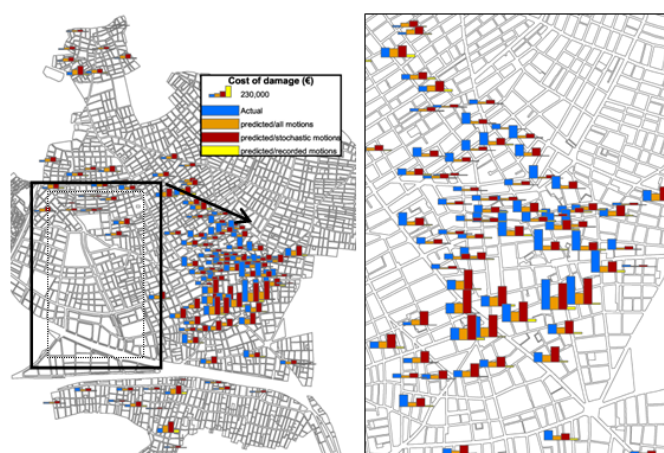 Cost of damage (€)
230,000
Actual
predicted/all motions
predicted/stochastic motions
predicted/recorded motions